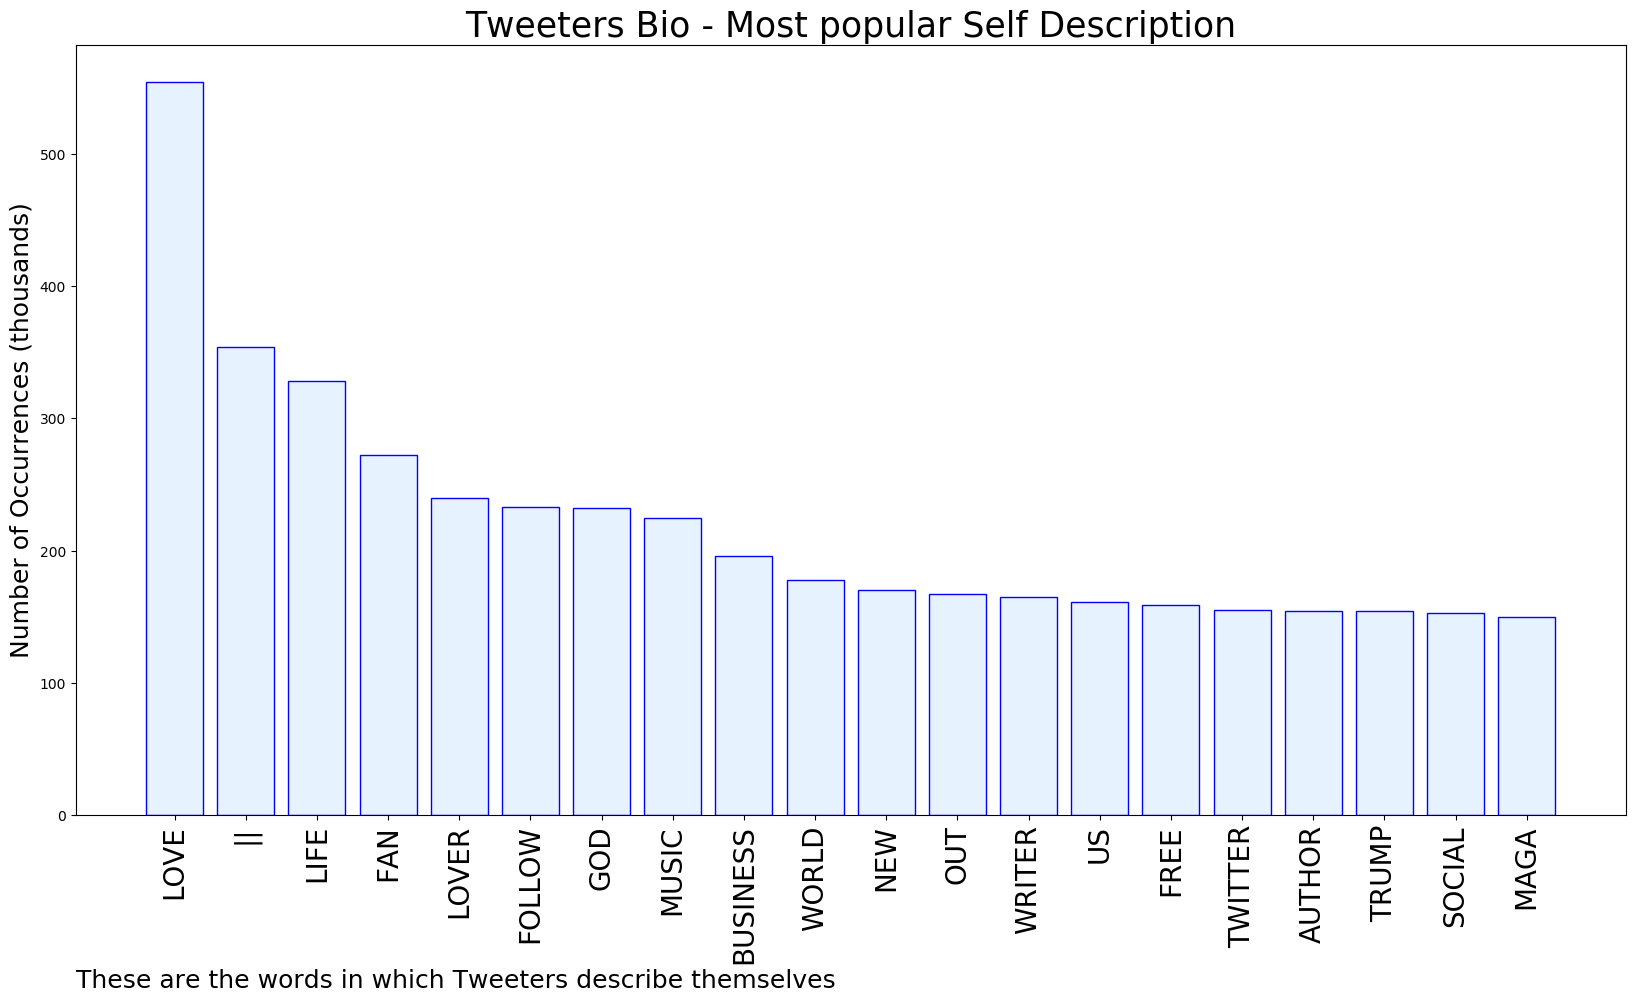 Tweeters Bio - Most popular Self Description
Number of Occurrences (thousands)
500
400
300
200
100
0
LOVE
||
LIFE
FAN
LOVER
FOLLOW
GOD
MUSIC
BUSINESS
WORLD
NEW
OUT
WRITER
US
FREE
TWITTER
AUTHOR
TRUMP
SOCIAL
MAGA
These are the words in which Tweeters describe themselves